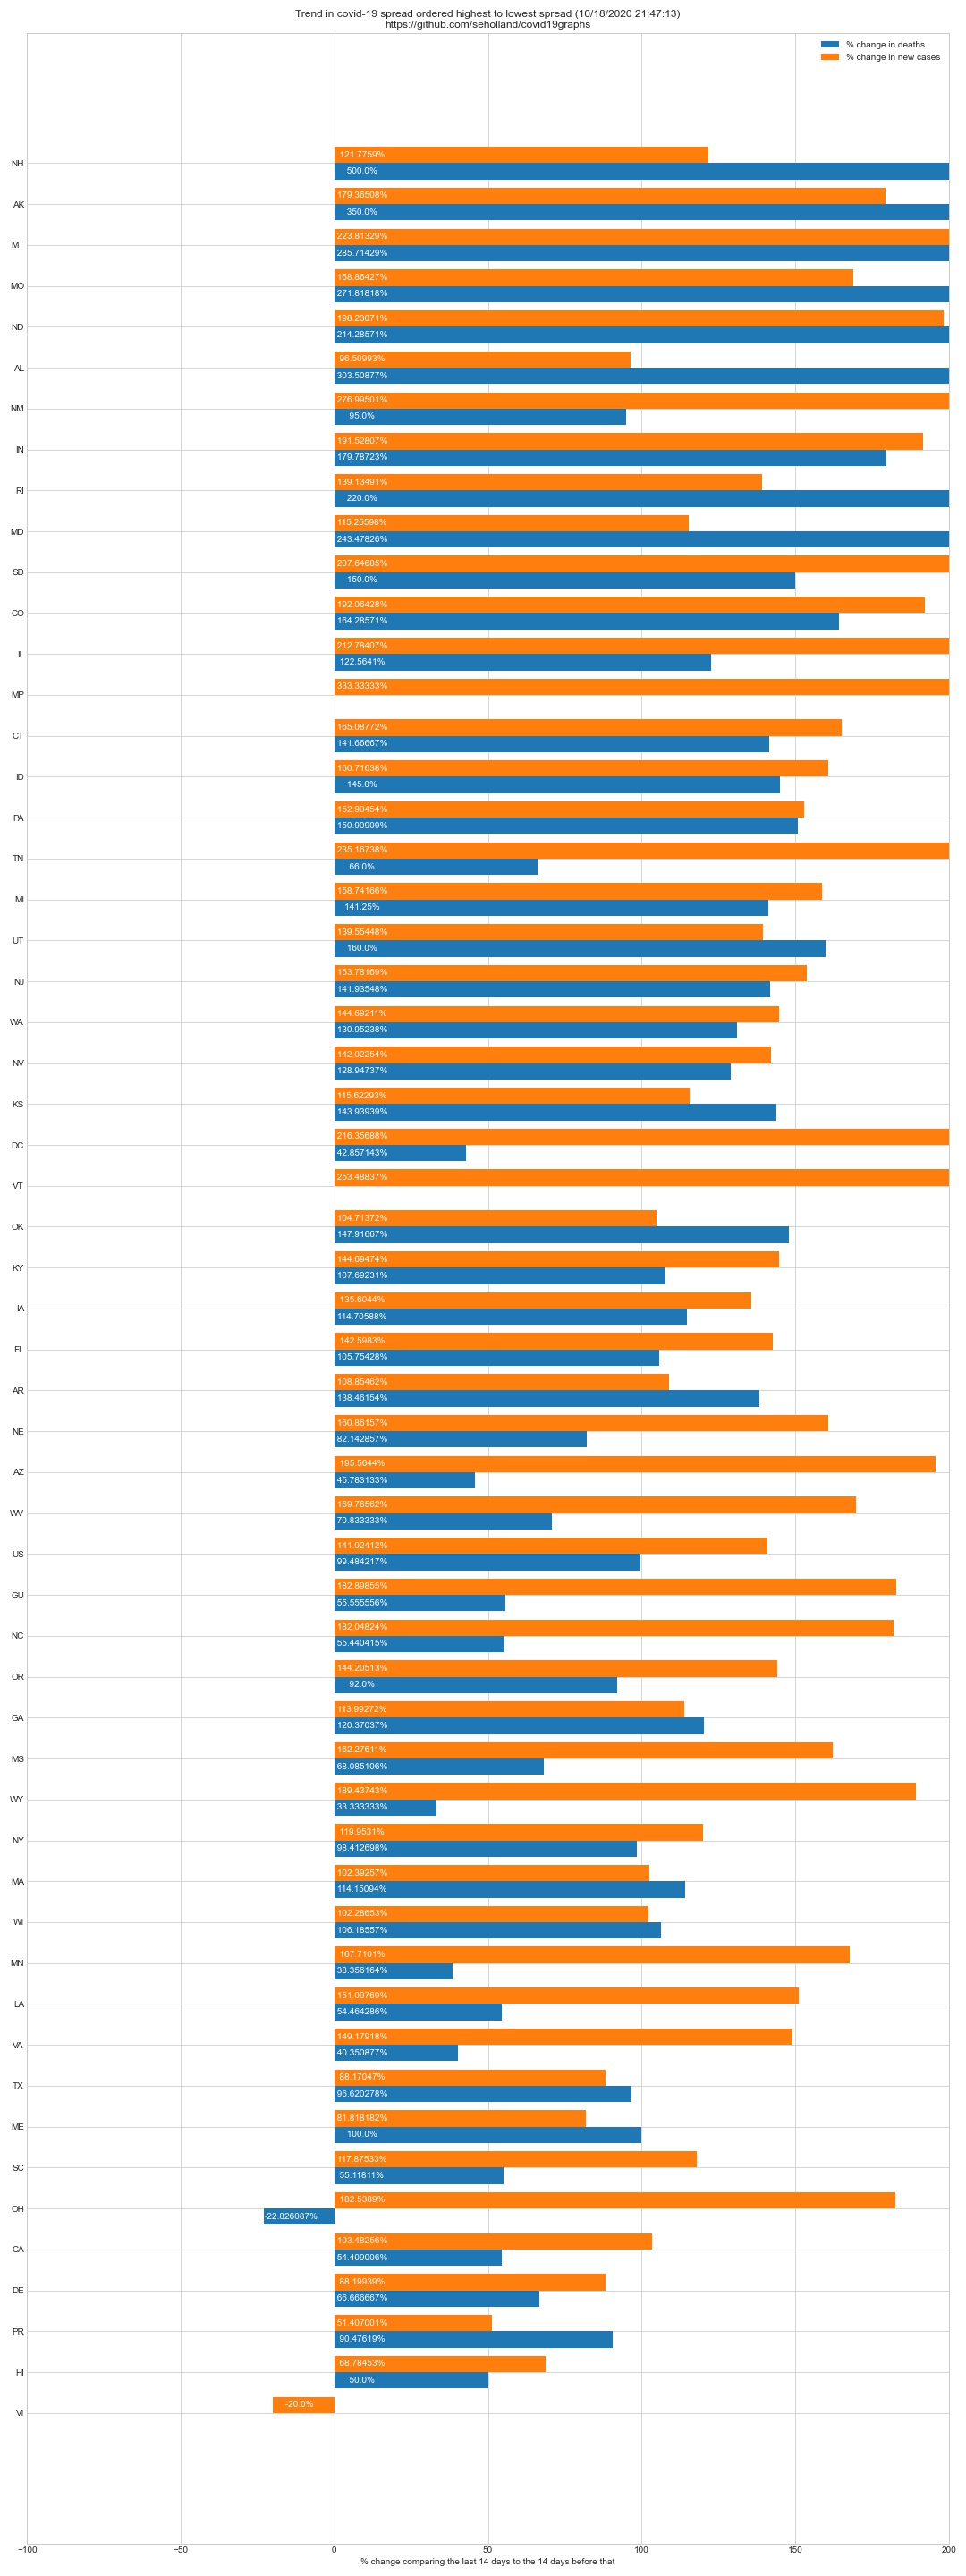 Trend in covid-19 spread ordered highest to lowest spread (10/18/2020 21:47:13)
https://github.com/seholland/covid19graphs
% change in deaths
% change in new cases
121.7759%
NH
500.0%
179.36508%
AK
350.0%
223.81329%
MT
285.71429%
168.86427%
MO
271.81818%
198.23071%
ND
214.28571%
96.50993%
AL
303.50877%
276.99501%
NM
95.0%
191.52807%
IN
179.78723%
139.13491%
RI
220.0%
115.25598%
MD
243.47826%
207.64685%
SD
150.0%
192.06428%
CO
164.28571%
212.78407%
IL
122.5641%
333.33333%
MP
165.08772%
CT
141.66667%
160.71638%
ID
145.0%
152.90454%
PA
150.90909%
235.16738%
TN
66.0%
158.74166%
MI
141.25%
139.55448%
UT
160.0%
153.78169%
NJ
141.93548%
144.69211%
WA
130.95238%
142.02254%
NV
128.94737%
115.62293%
KS
143.93939%
216.35688%
DC
42.857143%
253.48837%
VT
104.71372%
OK
147.91667%
144.69474%
KY
107.69231%
135.6044%
IA
114.70588%
142.5983%
FL
105.75428%
108.85462%
AR
138.46154%
160.86157%
NE
82.142857%
195.5644%
AZ
45.783133%
169.76562%
WV
70.833333%
141.02412%
US
99.484217%
182.89855%
GU
55.555556%
182.04824%
NC
55.440415%
144.20513%
OR
92.0%
113.99272%
GA
120.37037%
162.27611%
MS
68.085106%
189.43743%
WY
33.333333%
119.9531%
NY
98.412698%
102.39257%
MA
114.15094%
102.28653%
WI
106.18557%
167.7101%
MN
38.356164%
151.09769%
LA
54.464286%
149.17918%
VA
40.350877%
88.17047%
TX
96.620278%
81.818182%
ME
100.0%
117.87533%
SC
55.11811%
182.5389%
OH
-22.826087%
103.48256%
CA
54.409006%
88.19939%
DE
66.666667%
51.407001%
PR
90.47619%
68.78453%
HI
50.0%
-20.0%
VI
−100
−50
0
50
100
150
200
% change comparing the last 14 days to the 14 days before that